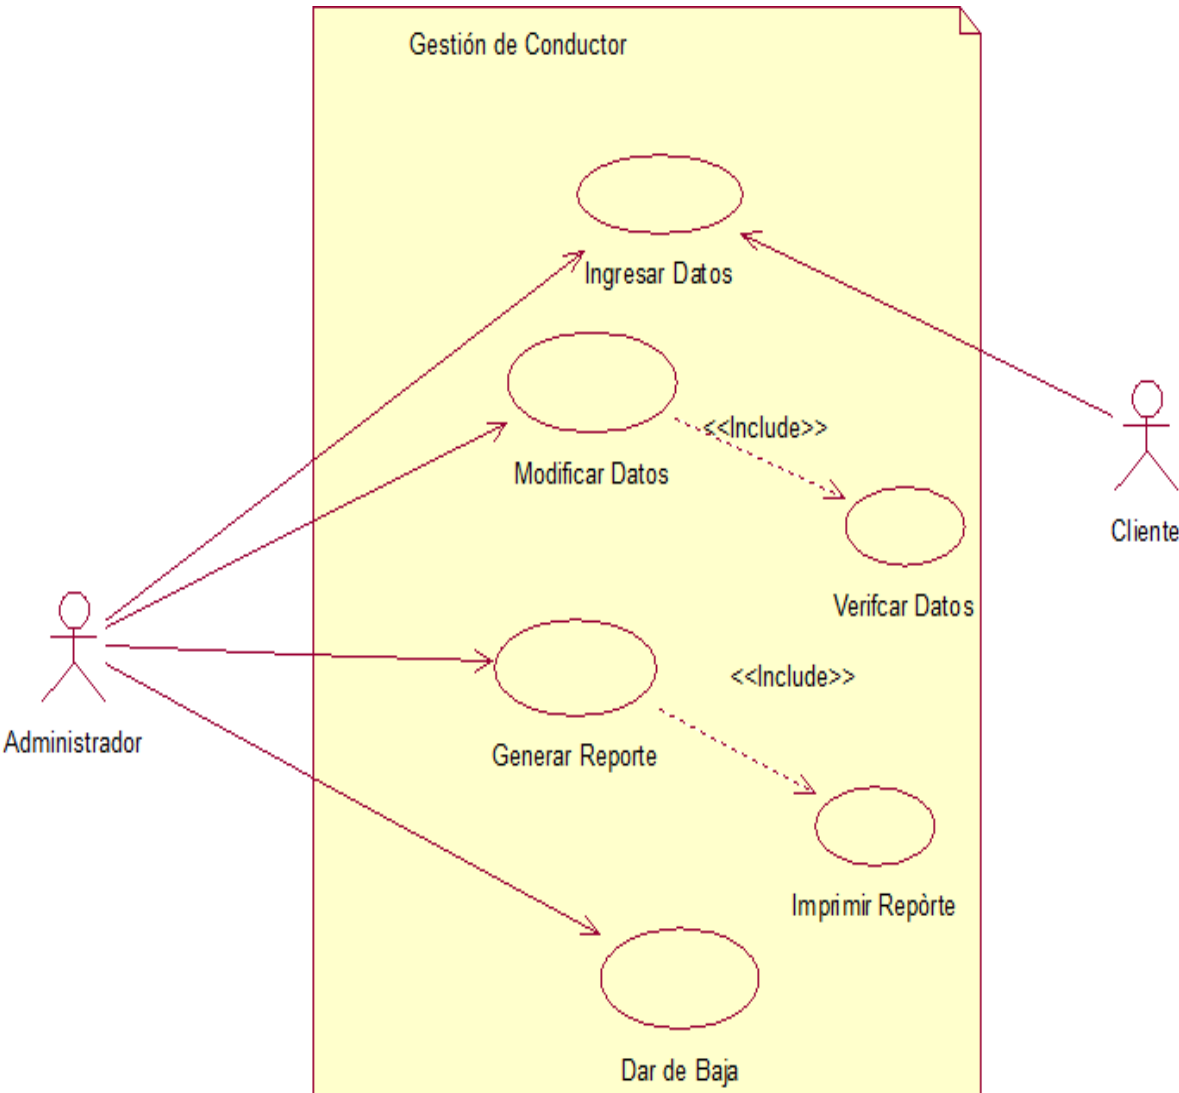 Gestión de Conductor
Ingresar Datos
<<Include>>
Modificar Datos
Cliente
Verifcar Datos
<<Include>>
Administrador
Generar Reporte
Imprimir Repòrte
Dar de Baja